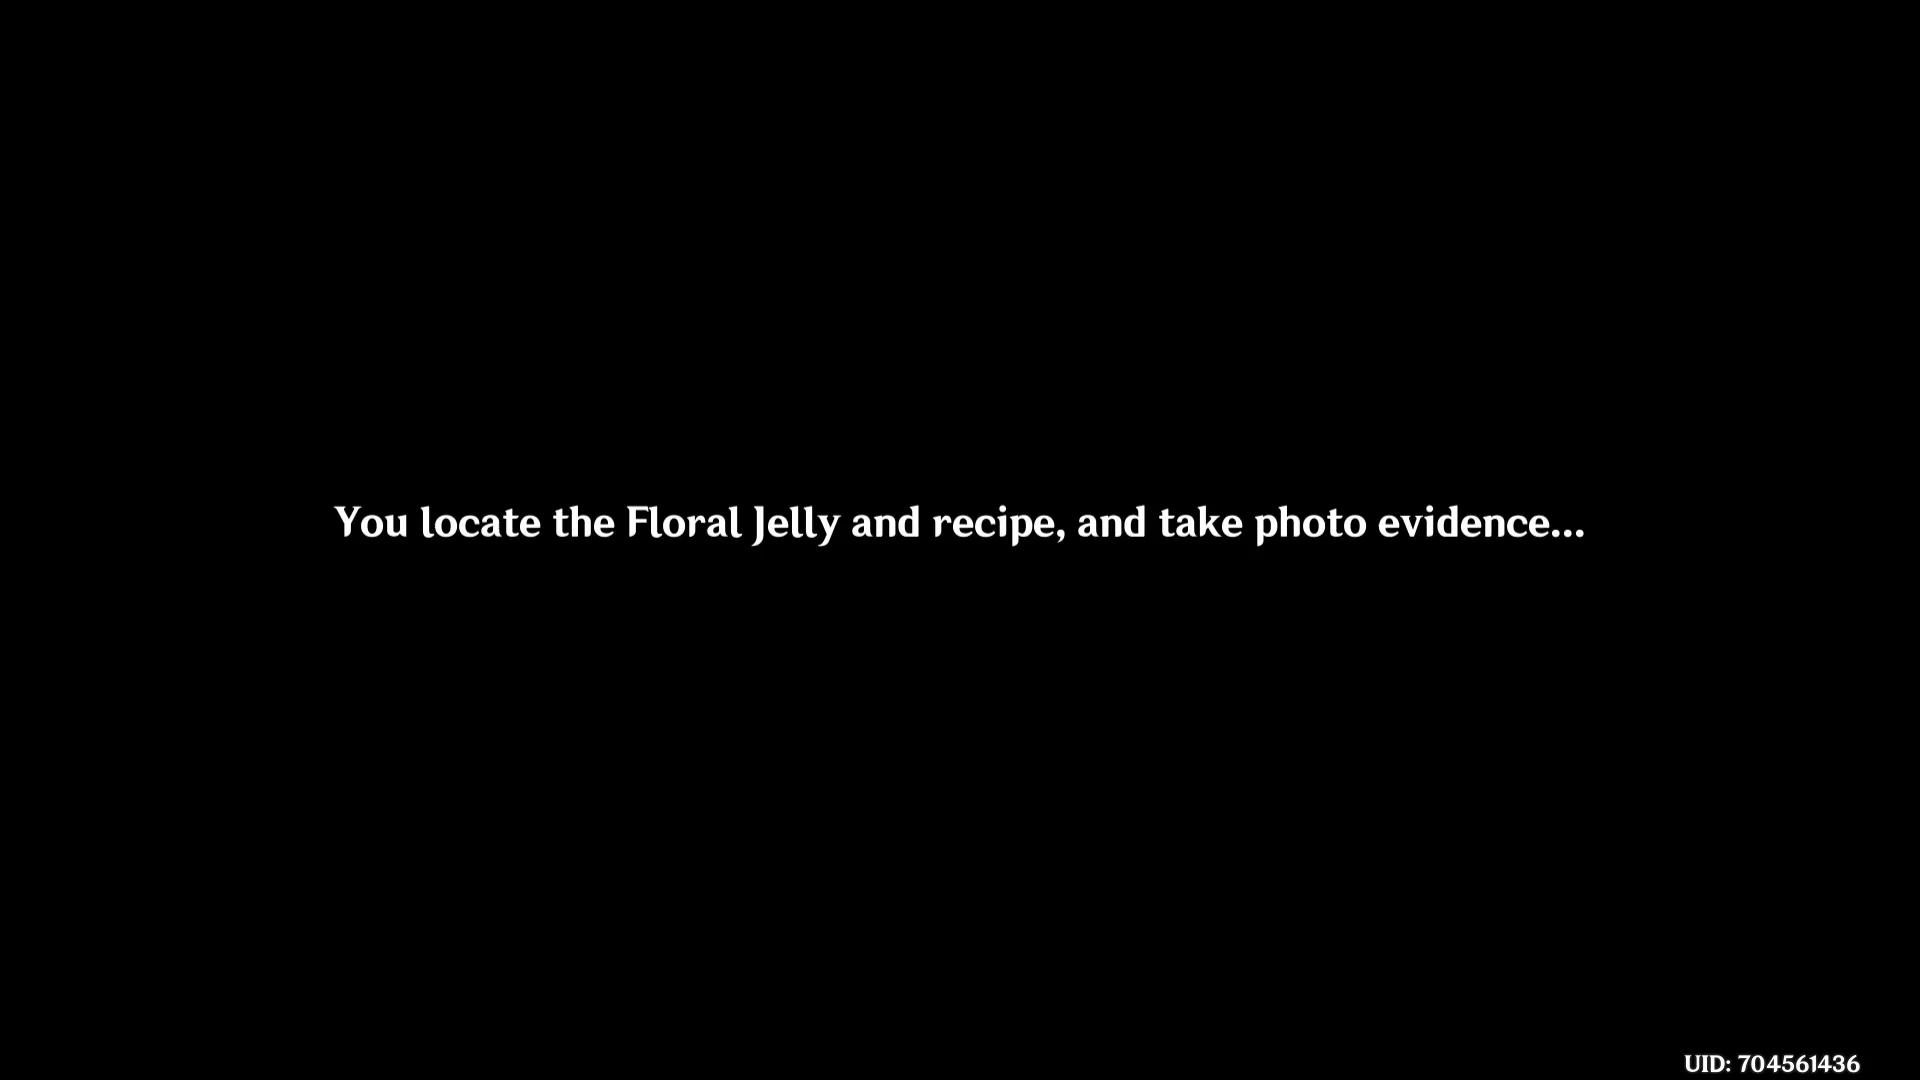 You locate the Floral Jelly and recipe, and take photo evidence...
UID: 704561436